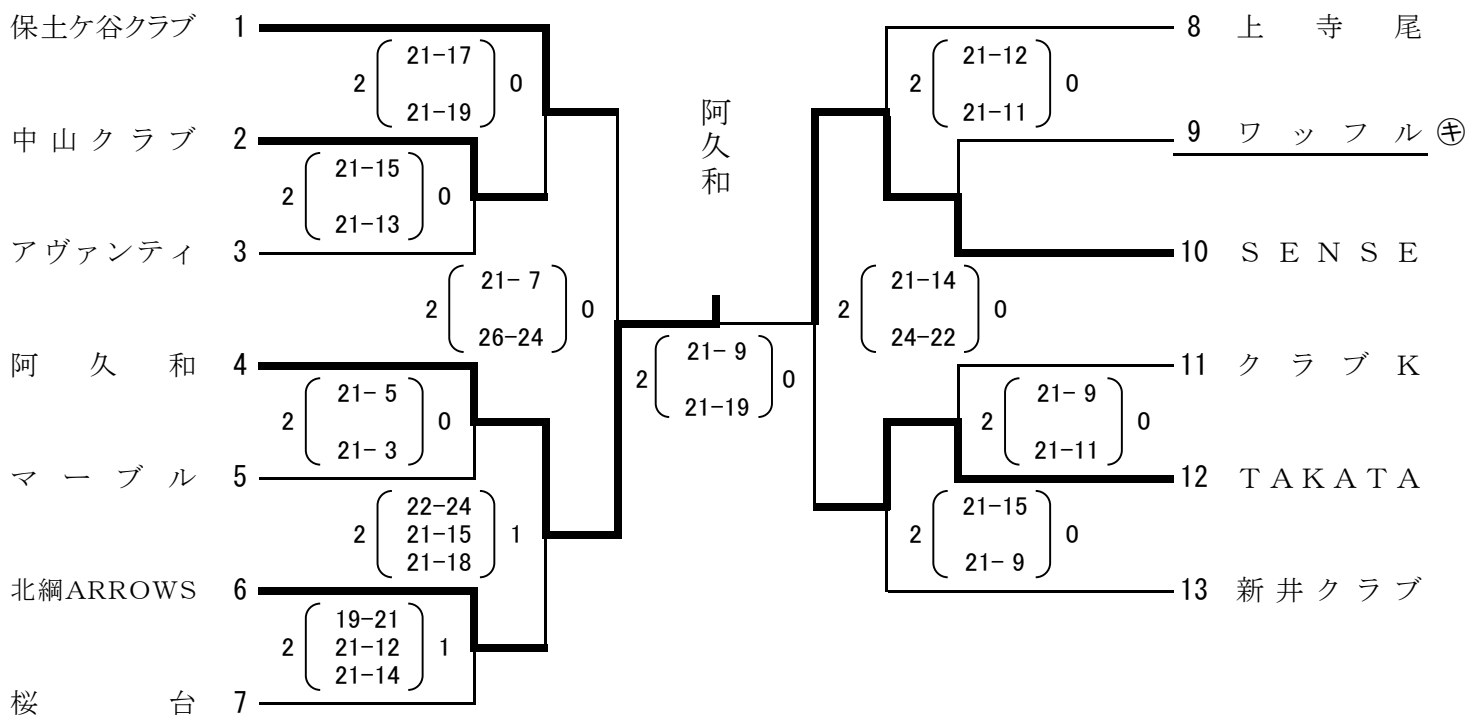 保土ケ谷クラブ 1
2 21-17 0
21-19
中山クラブ 2
2 21-15 0
21-13
アヴァンティ 3
2 21- 7 0
26-24
阿久和 4
2 21- 5 0
21- 3
マーブル 5
22-24
2 21-15 1
21-18
北綱ARROWS 6
19-21
2 21-12 1
21-14
桜台 7
阿久和
2 21- 9 0
21-19
8 上寺尾
2 21-12 0
21-11
9 ワッフル ㋖
10 SENSE
2 21-14 0
24-22
11 クラブK
2 21- 9 0
21-11
12 TAKATA
2 21-15 0
21- 9
13 新井クラブ